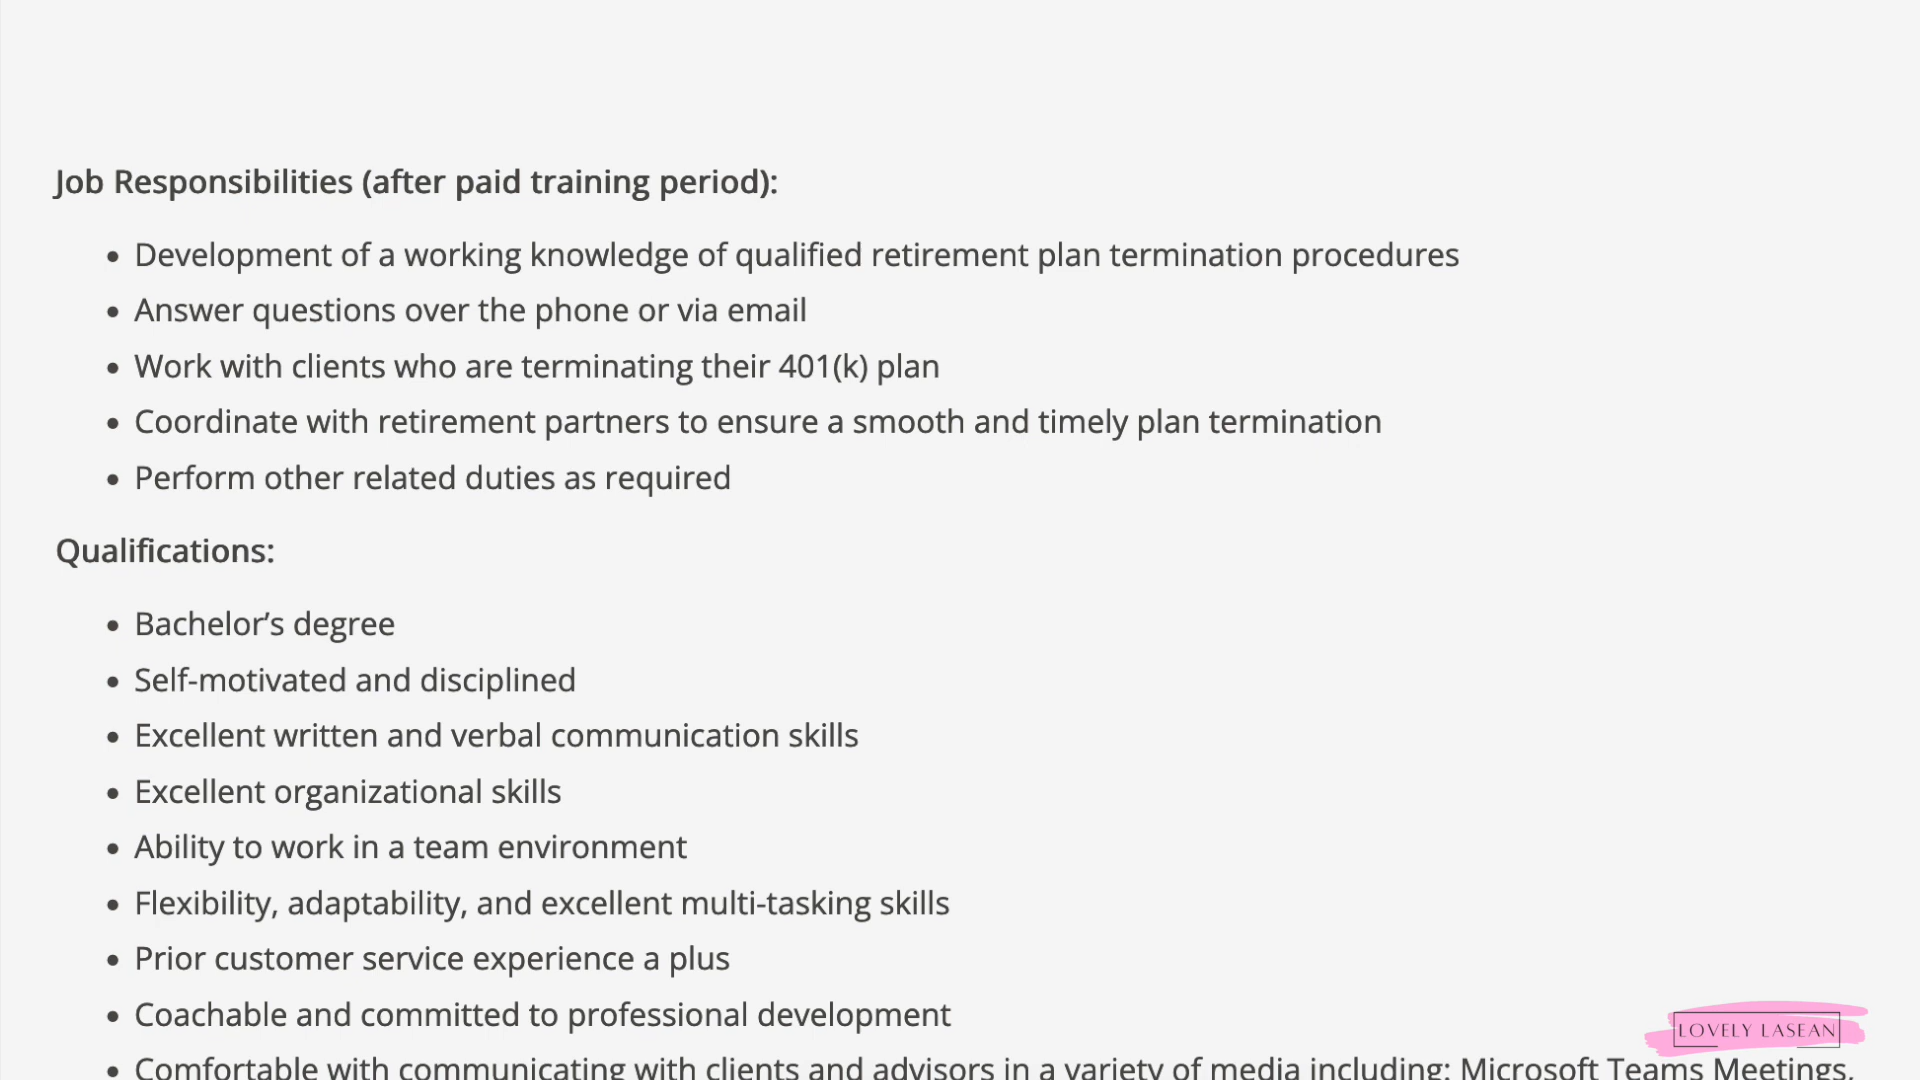 Job Responsibilities (after paid training period):
• Development of a working knowledge of qualified retirement plan termination procedures
• Answer questions over the phone or via email
• Work with clients who are terminating their 401(k) plan
• Coordinate with retirement partners to ensure a smooth and timely plan termination
• Perform other related duties as required
Qualifications:
• Bachelor’s degree
• Self-motivated and disciplined
• Excellent written and verbal communication skills
• Excellent organizational skills
• Ability to work in a team environment
• Flexibility, adaptability, and excellent multi-tasking skills
• Prior customer service experience a plus
• Coachable and committed to professional development
• Comfortable with communicating with clients and advisors in a variety of media including: Microsoft Teams Meetings,
LOVELY LASEAN